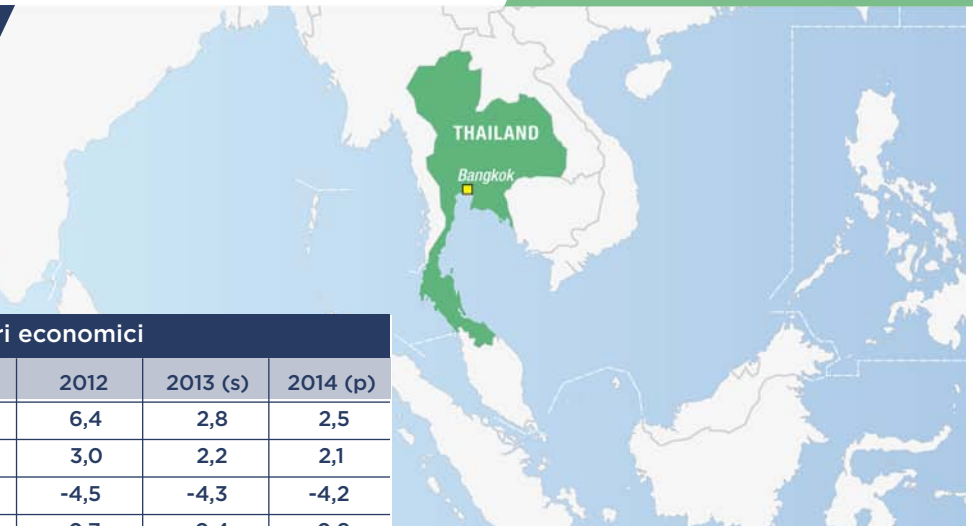 THAILAND
Bangkok
ri economici
2012 2013 (s) 2014 (p)
6,4 2,8 2,5
3,0 2,2 2,1
-4,5 -4,3 -4,2